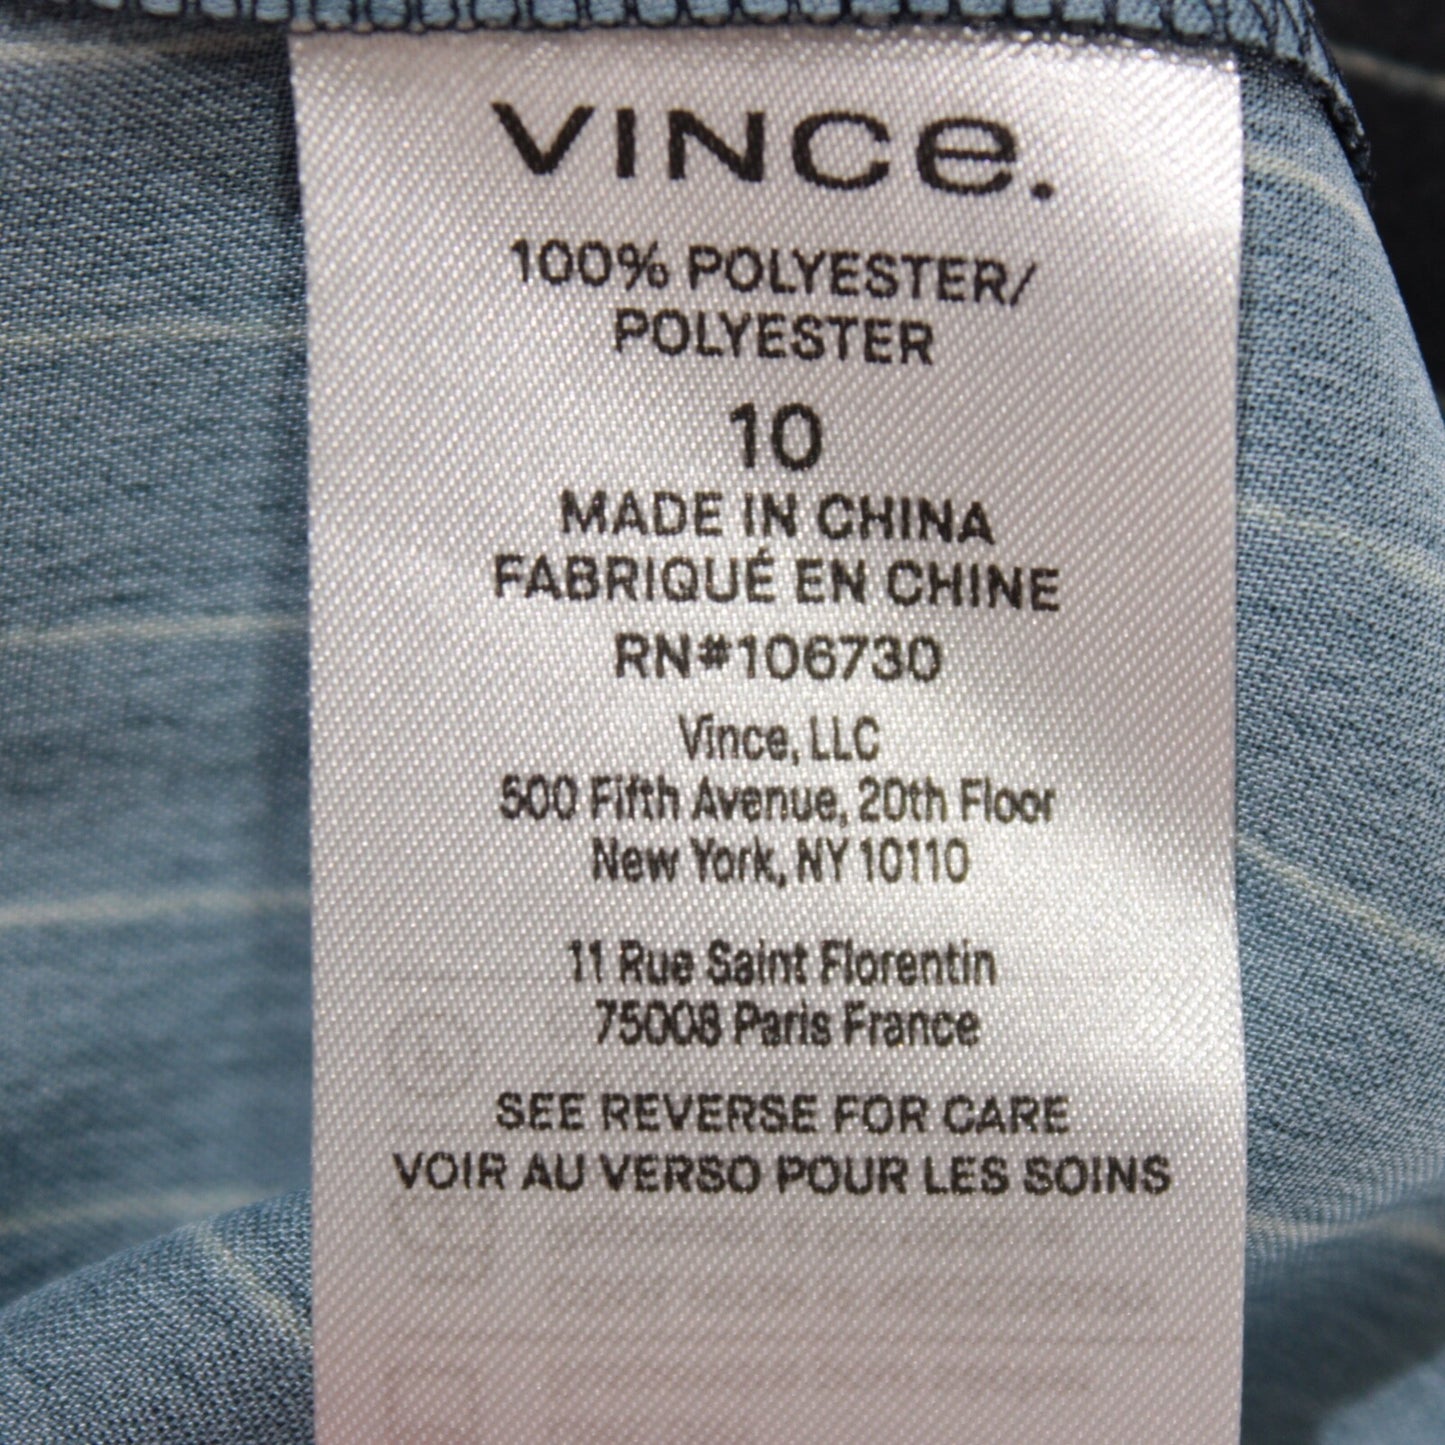 VINCe.
100% POLYESTER/
POLYESTER
10
MADE IN CHINA
FABRIQUÉ EN CHINE
RN#106730
Vince, LLC
500 Fifth Avenue, 20th Floor
New York, NY 10110
11 Rue Saint Florentin
75008 Paris France
SEE REVERSE FOR CARE
VOIR AU VERSO POUR LES SOINS